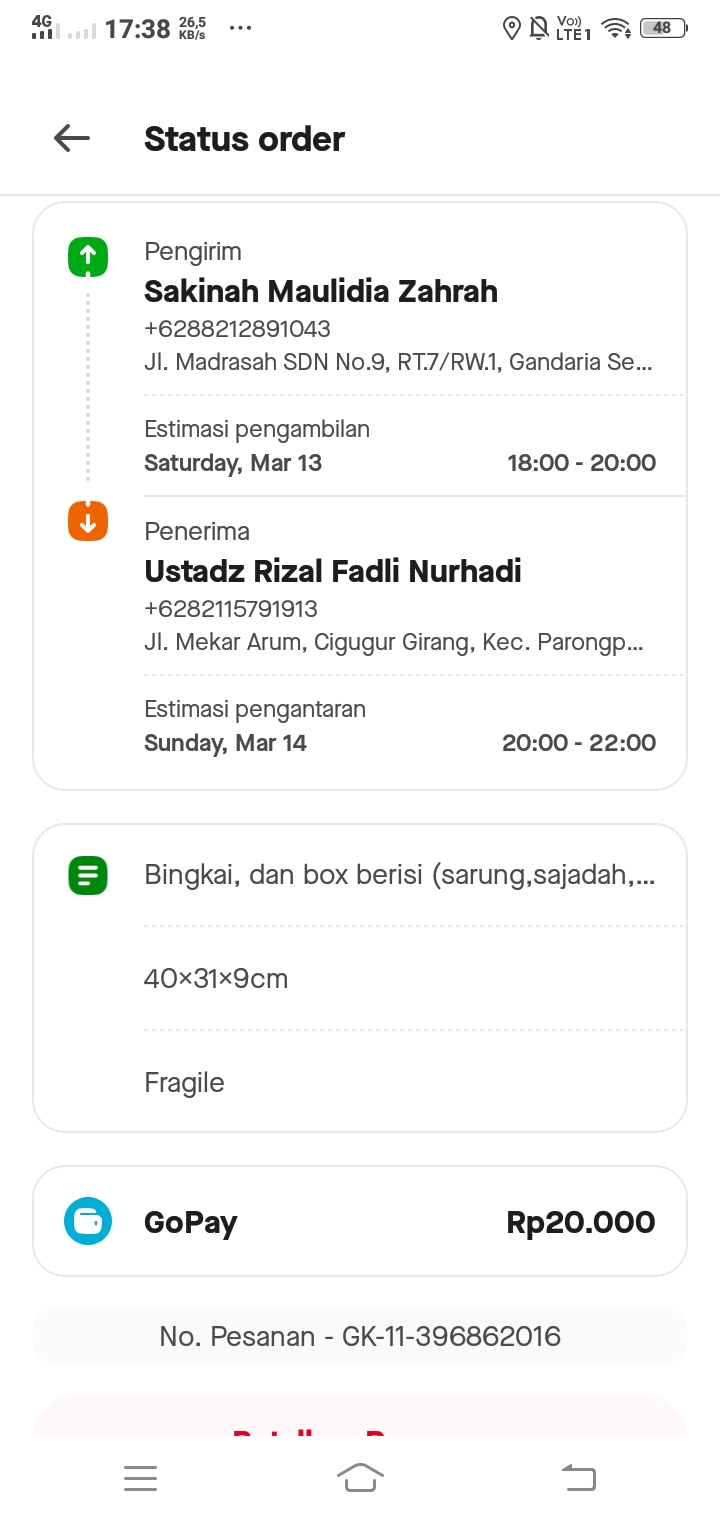 4G 17:38 26,5 KB/s ... Vo)) LTE1 48
Status order
Pengirim
Sakinah Maulidia Zahrah
+6288212891043
Jl. Madrasah SDN No.9, RT.7/RW.1, Gandaria Se...
Estimasi pengambilan
Saturday, Mar 13 18:00 - 20:00
Penerima
Ustadz Rizal Fadli Nurhadi
+6282115791913
Jl. Mekar Arum, Cigugur Girang, Kec. Parongp...
Estimasi pengantaran
Sunday, Mar 14 20:00 - 22:00
Bingkai, dan box berisi (sarung,sajadah,...
40×31×9cm
Fragile
GoPay Rp20.000
No. Pesanan - GK-11-396862016